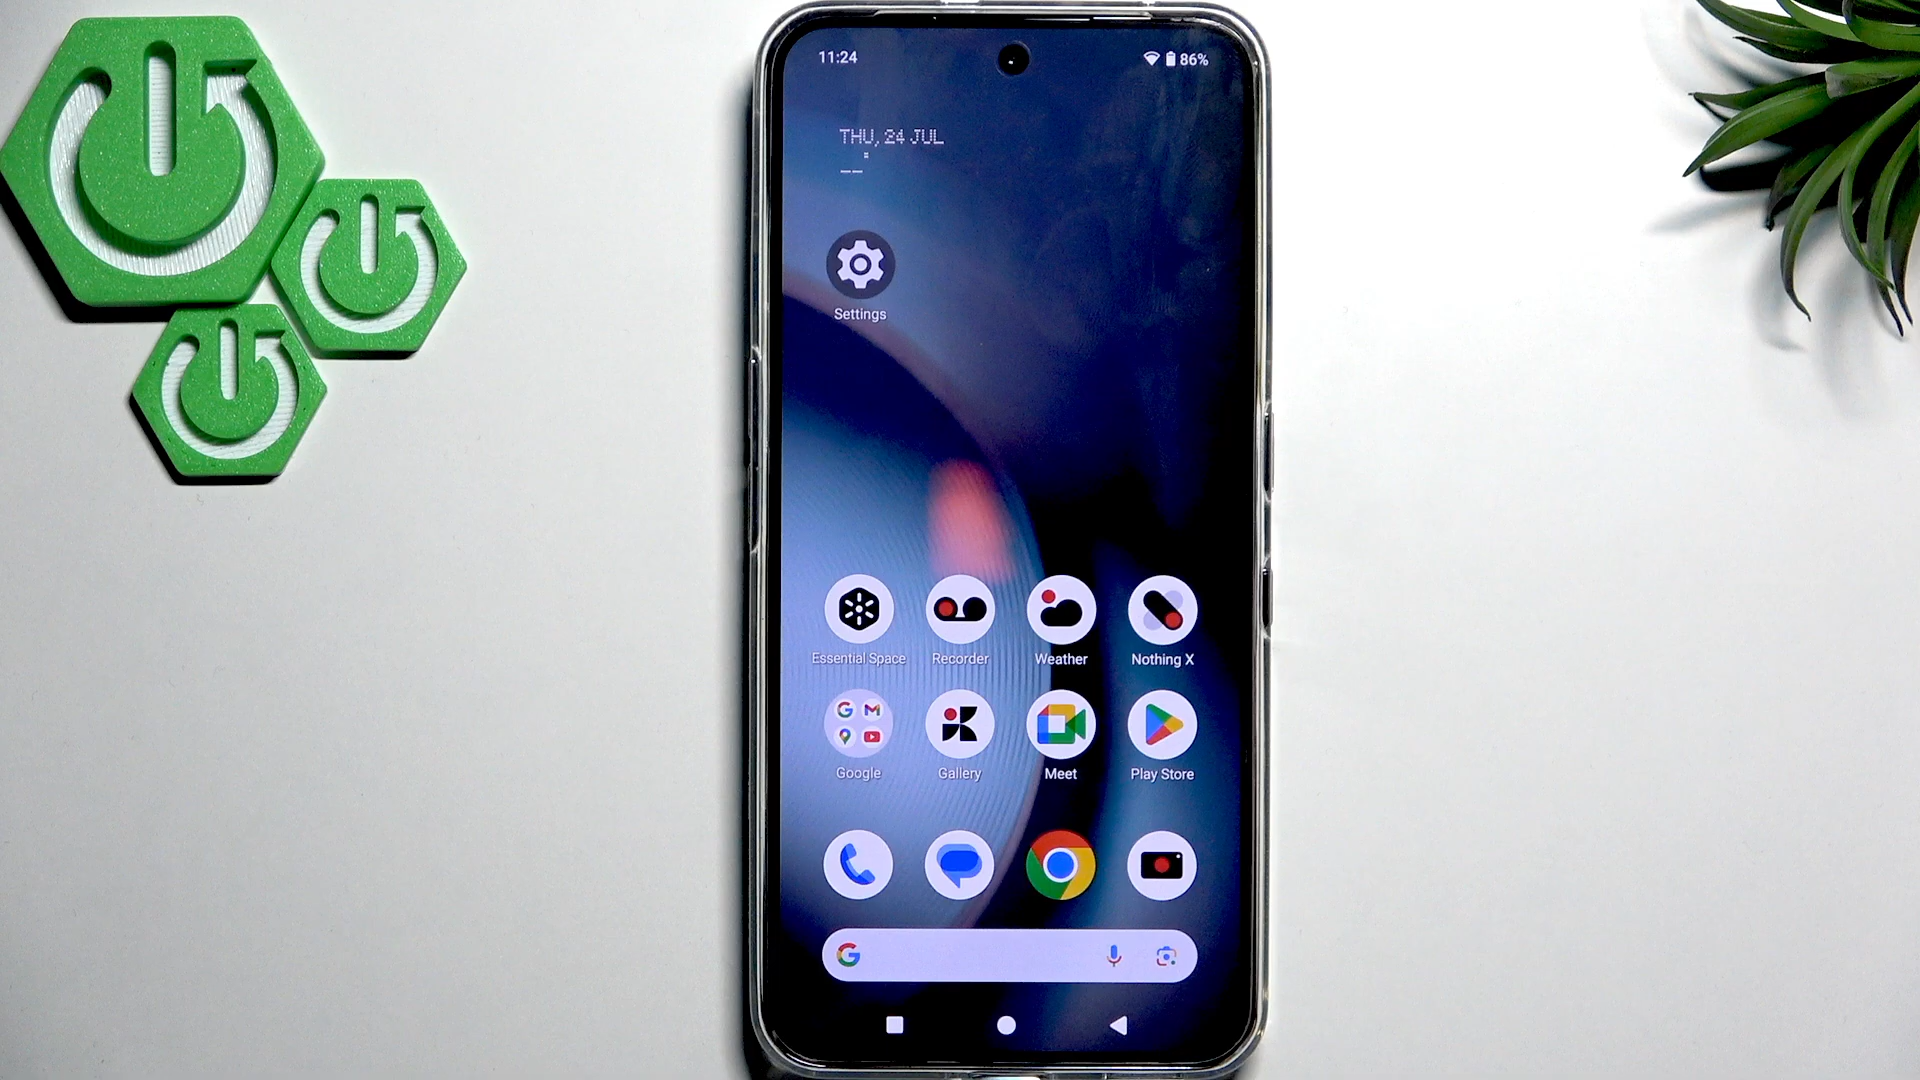 11:24
86%
THU, 24 JUL
Settings
Essential Space
Recorder
Weather
Nothing X
Google
Gallery
Meet
Play Store